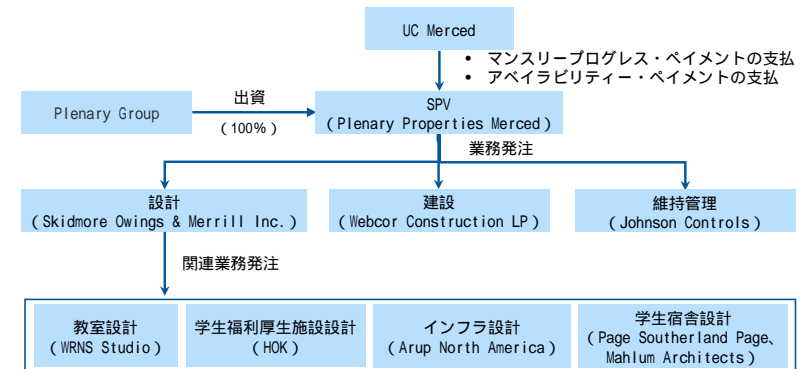 UC Merced
• マンスリープログレス・ペイメントの支払
• アベイラビリティー・ペイメントの支払
Plenary Group
出資
（100％）
SPV
（Plenary Properties Merced）
業務発注
設計
（Skidmore Owings & Merrill Inc.）
建設
（Webcor Construction LP）
維持管理
（Johnson Controls）
関連業務発注
教室設計
（WRNS Studio）
学生福利厚生施設設計
（HOK）
インフラ設計
（Arup North America）
学生宿舎設計
（Page Southerland Page、
Mahlum Architects）